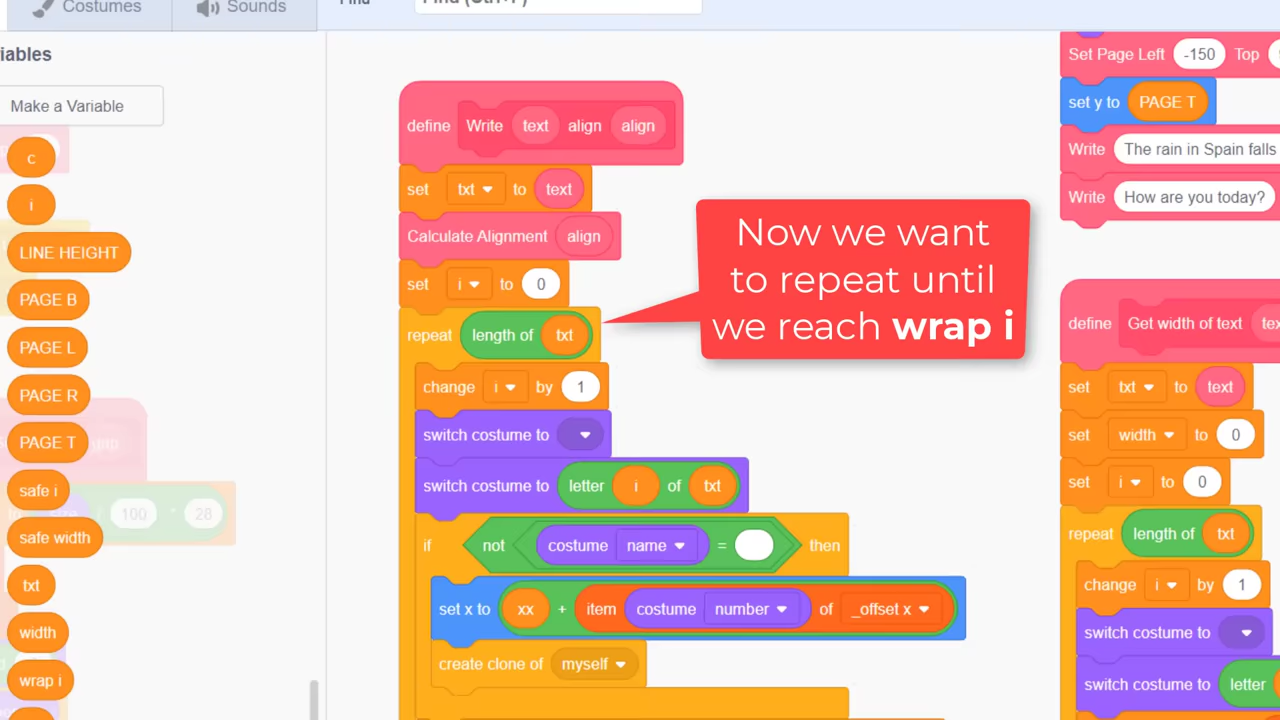 Costumes
Sounds
iables
Make a Variable
c
i
LINE HEIGHT
PAGE B
PAGE L
PAGE R
PAGE T
safe i
safe width
txt
width
wrap i
100 * 28
define Write text align align
set txt to text
Calculate Alignment align
set i to 0
repeat length of txt
change i by 1
switch costume to
switch costume to letter i of txt
if not costume name = then
set x to xx + item costume number of _offset x
create clone of myself
Now we want
to repeat until
we reach wrap i
Set Page Left -150 Top
set y to PAGE T
Write The rain in Spain falls
Write How are you today?
define Get width of text
set txt to text
set width to 0
set i to 0
repeat length of txt
change i by 1
switch costume to
switch costume to letter